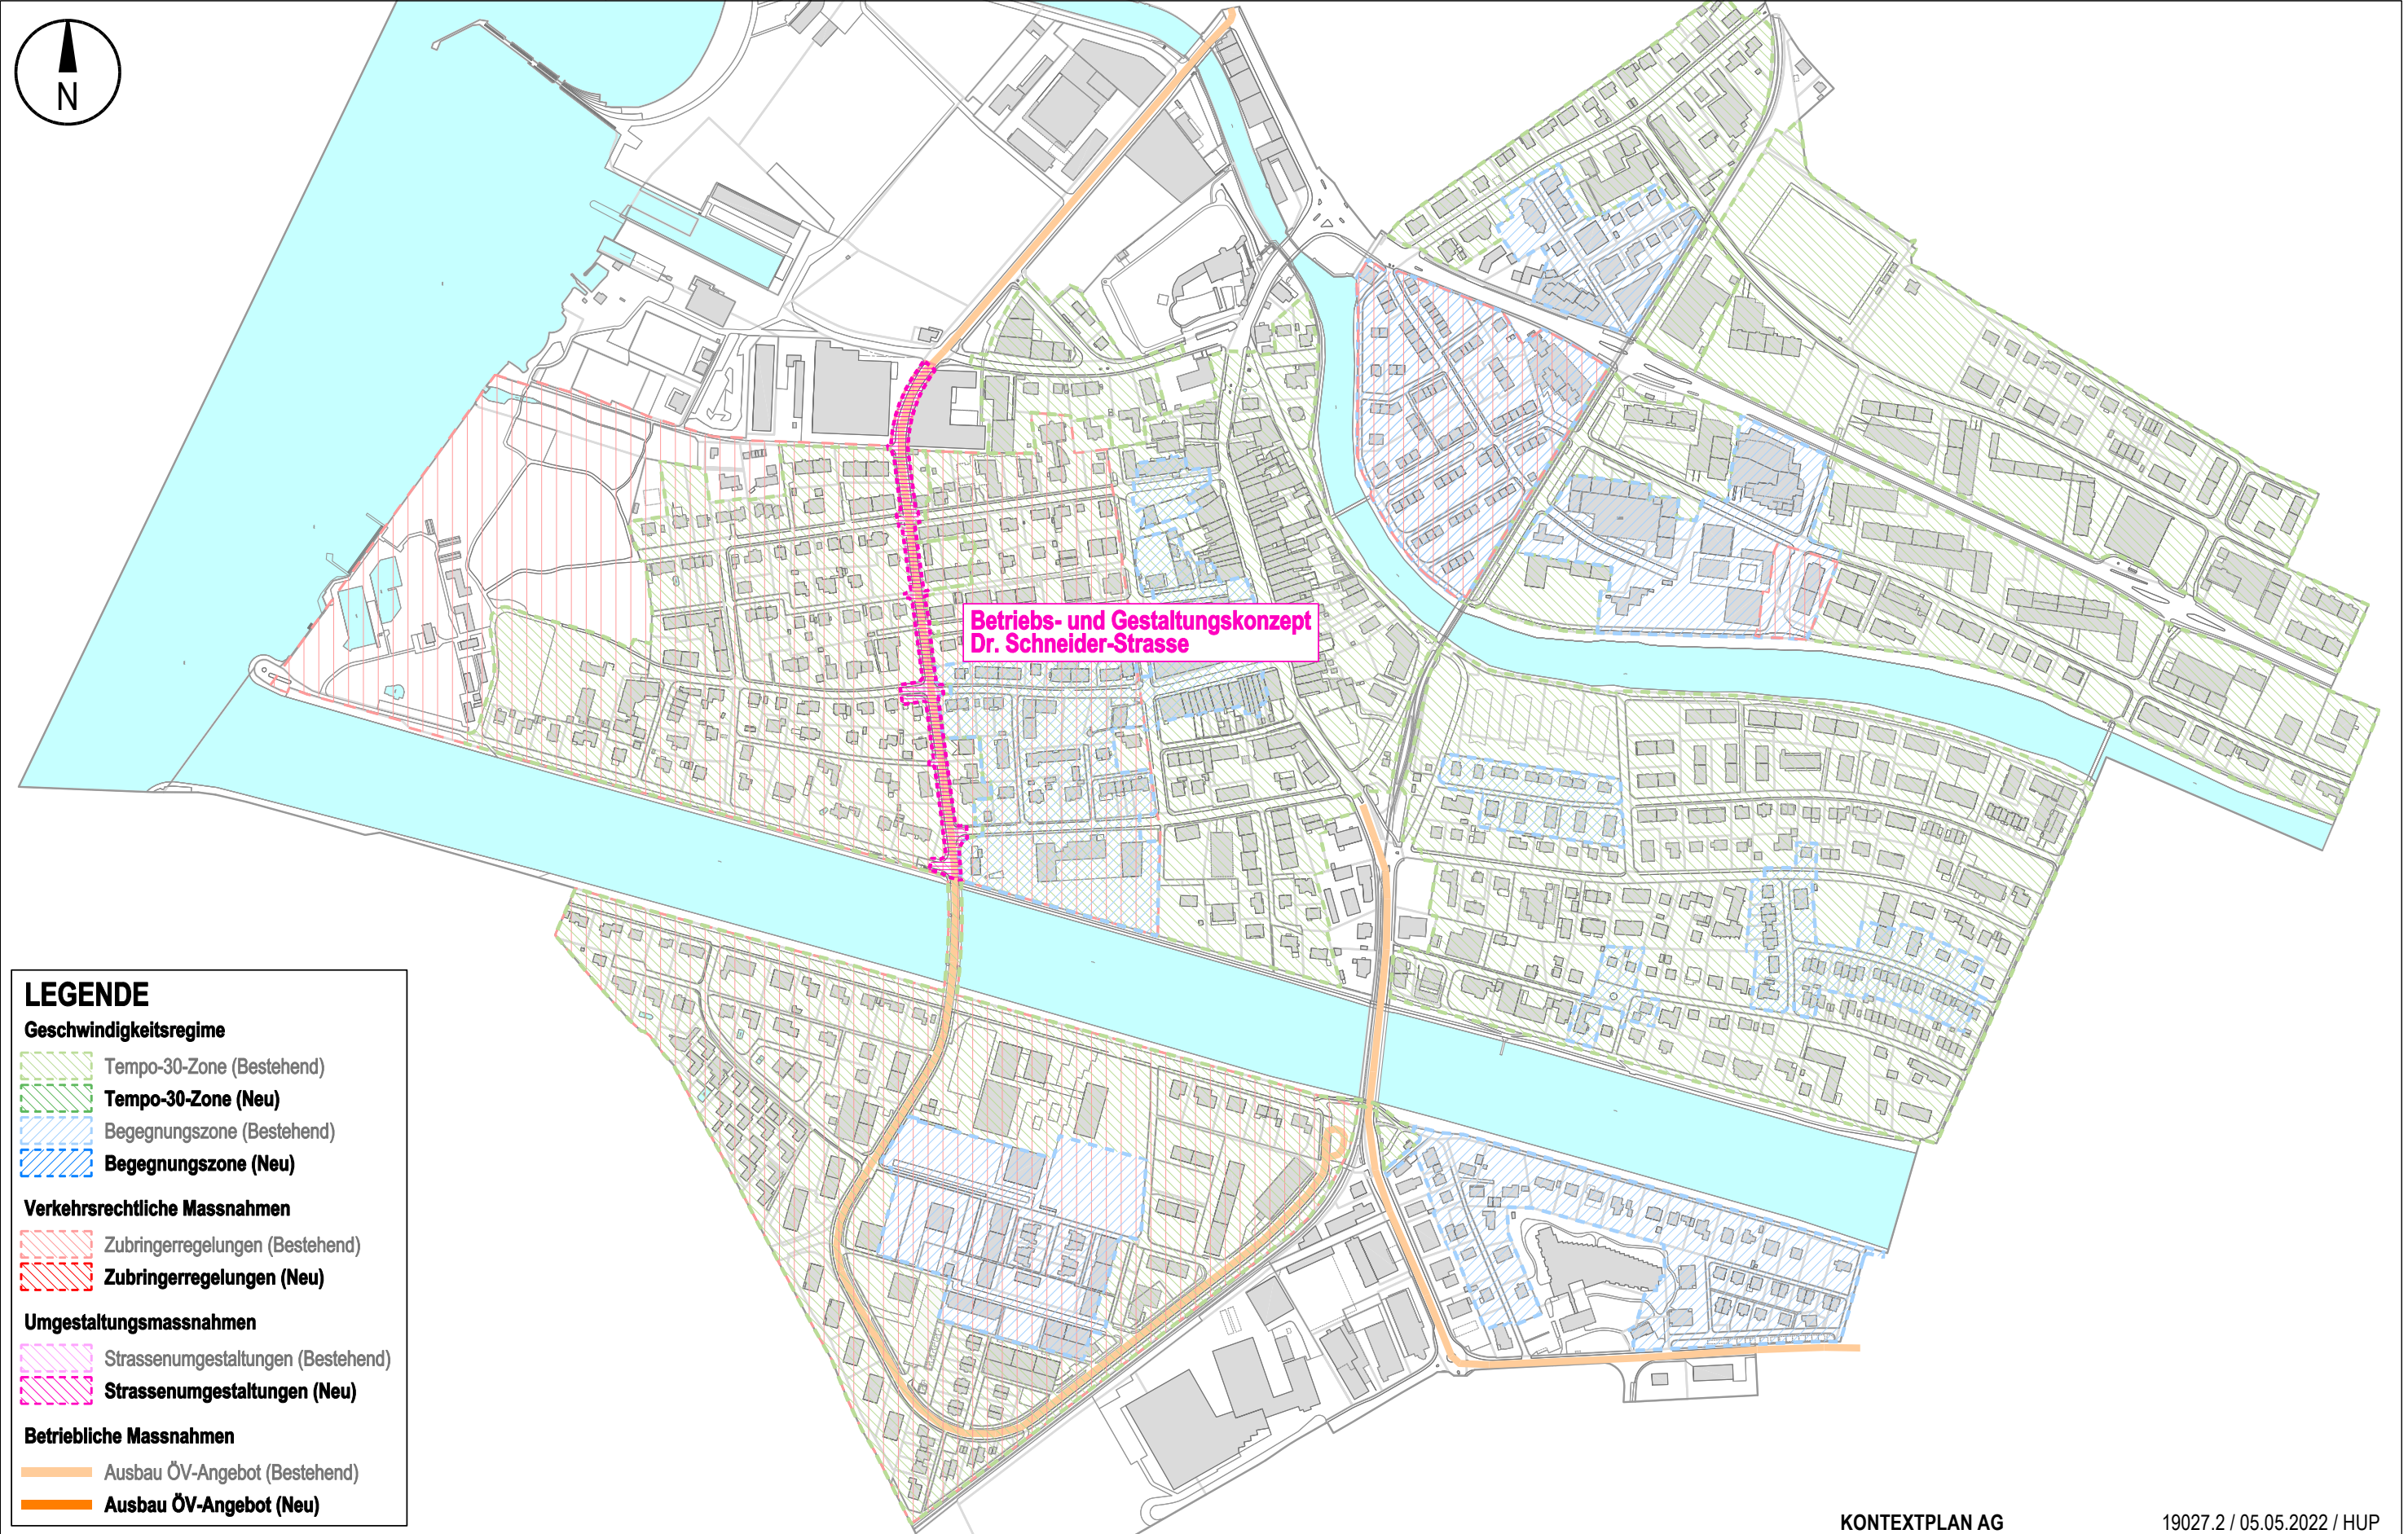 N
Betriebs- und Gestaltungskonzept
Dr. Schneider-Strasse
LEGENDE
Geschwindigkeitsregime
Tempo-30-Zone (Bestehend)
Tempo-30-Zone (Neu)
Begegnungszone (Bestehend)
Begegnungszone (Neu)
Verkehrsrechtliche Massnahmen
Zubringerregelungen (Bestehend)
Zubringerregelungen (Neu)
Umgestaltungsmassnahmen
Strassenumgestaltungen (Bestehend)
Strassenumgestaltungen (Neu)
Betriebliche Massnahmen
Ausbau ÖV-Angebot (Bestehend)
Ausbau ÖV-Angebot (Neu)
KONTEXTPLAN AG
19027.2 / 05.05.2022 / HUP